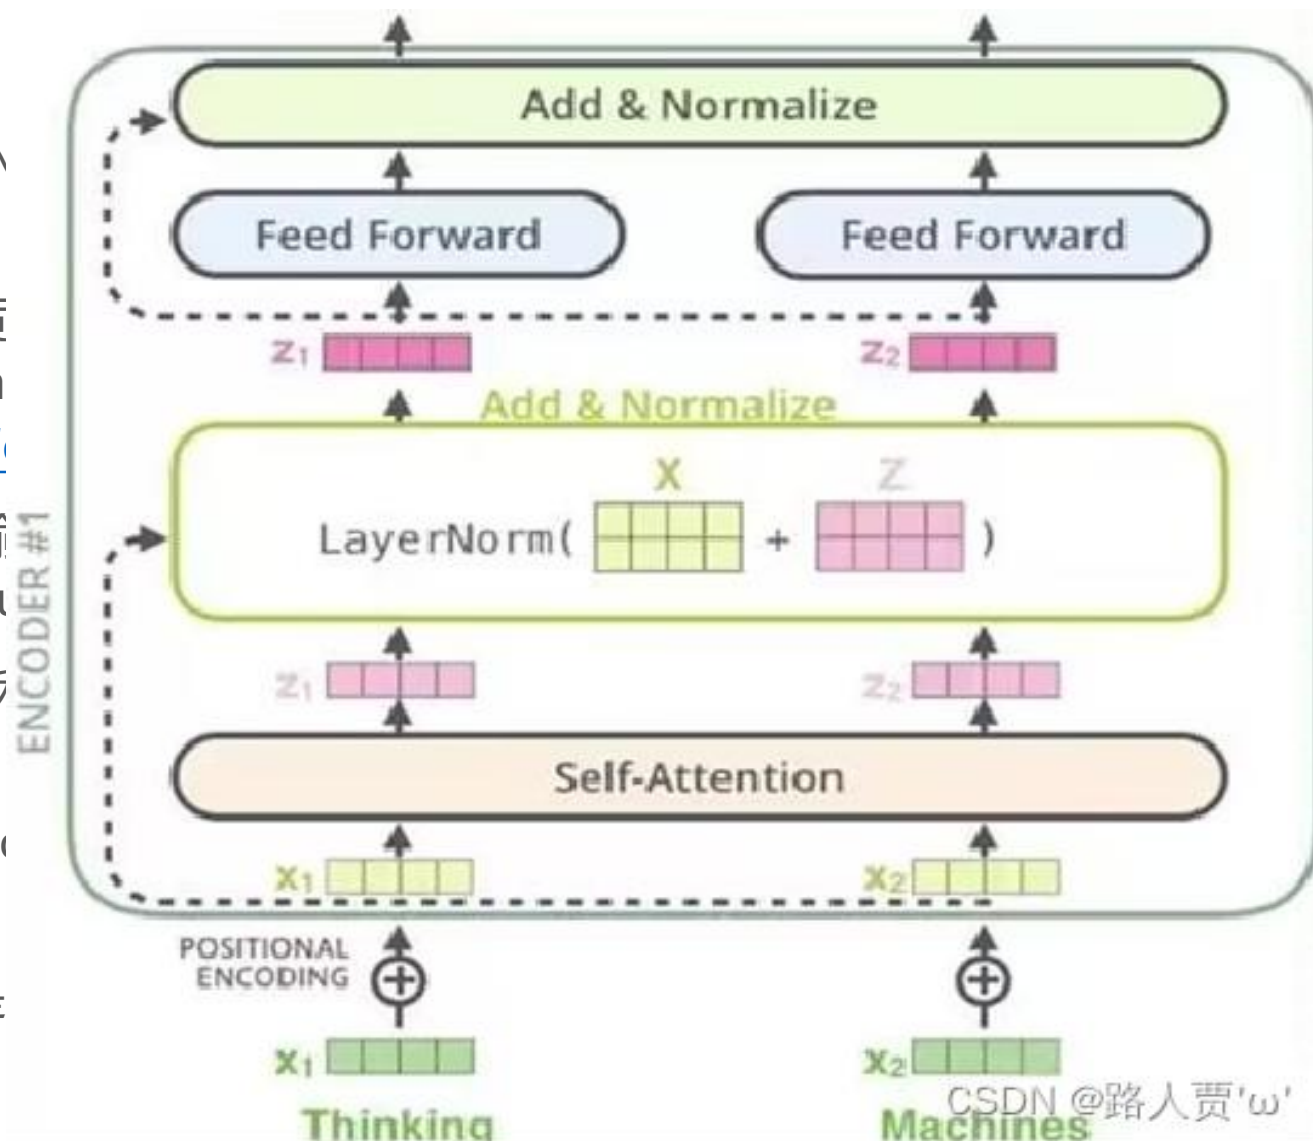 Add & Normalize
Feed Forward Feed Forward
z1 z2
Add & Normalize
X Z
LayerNorm( + )
ENCODER #1
z1 z2
Self-Attention
x1 x2
POSITIONAL
ENCODING
x1 x2
Thinking Machines
CSDN @路人贾'ω'